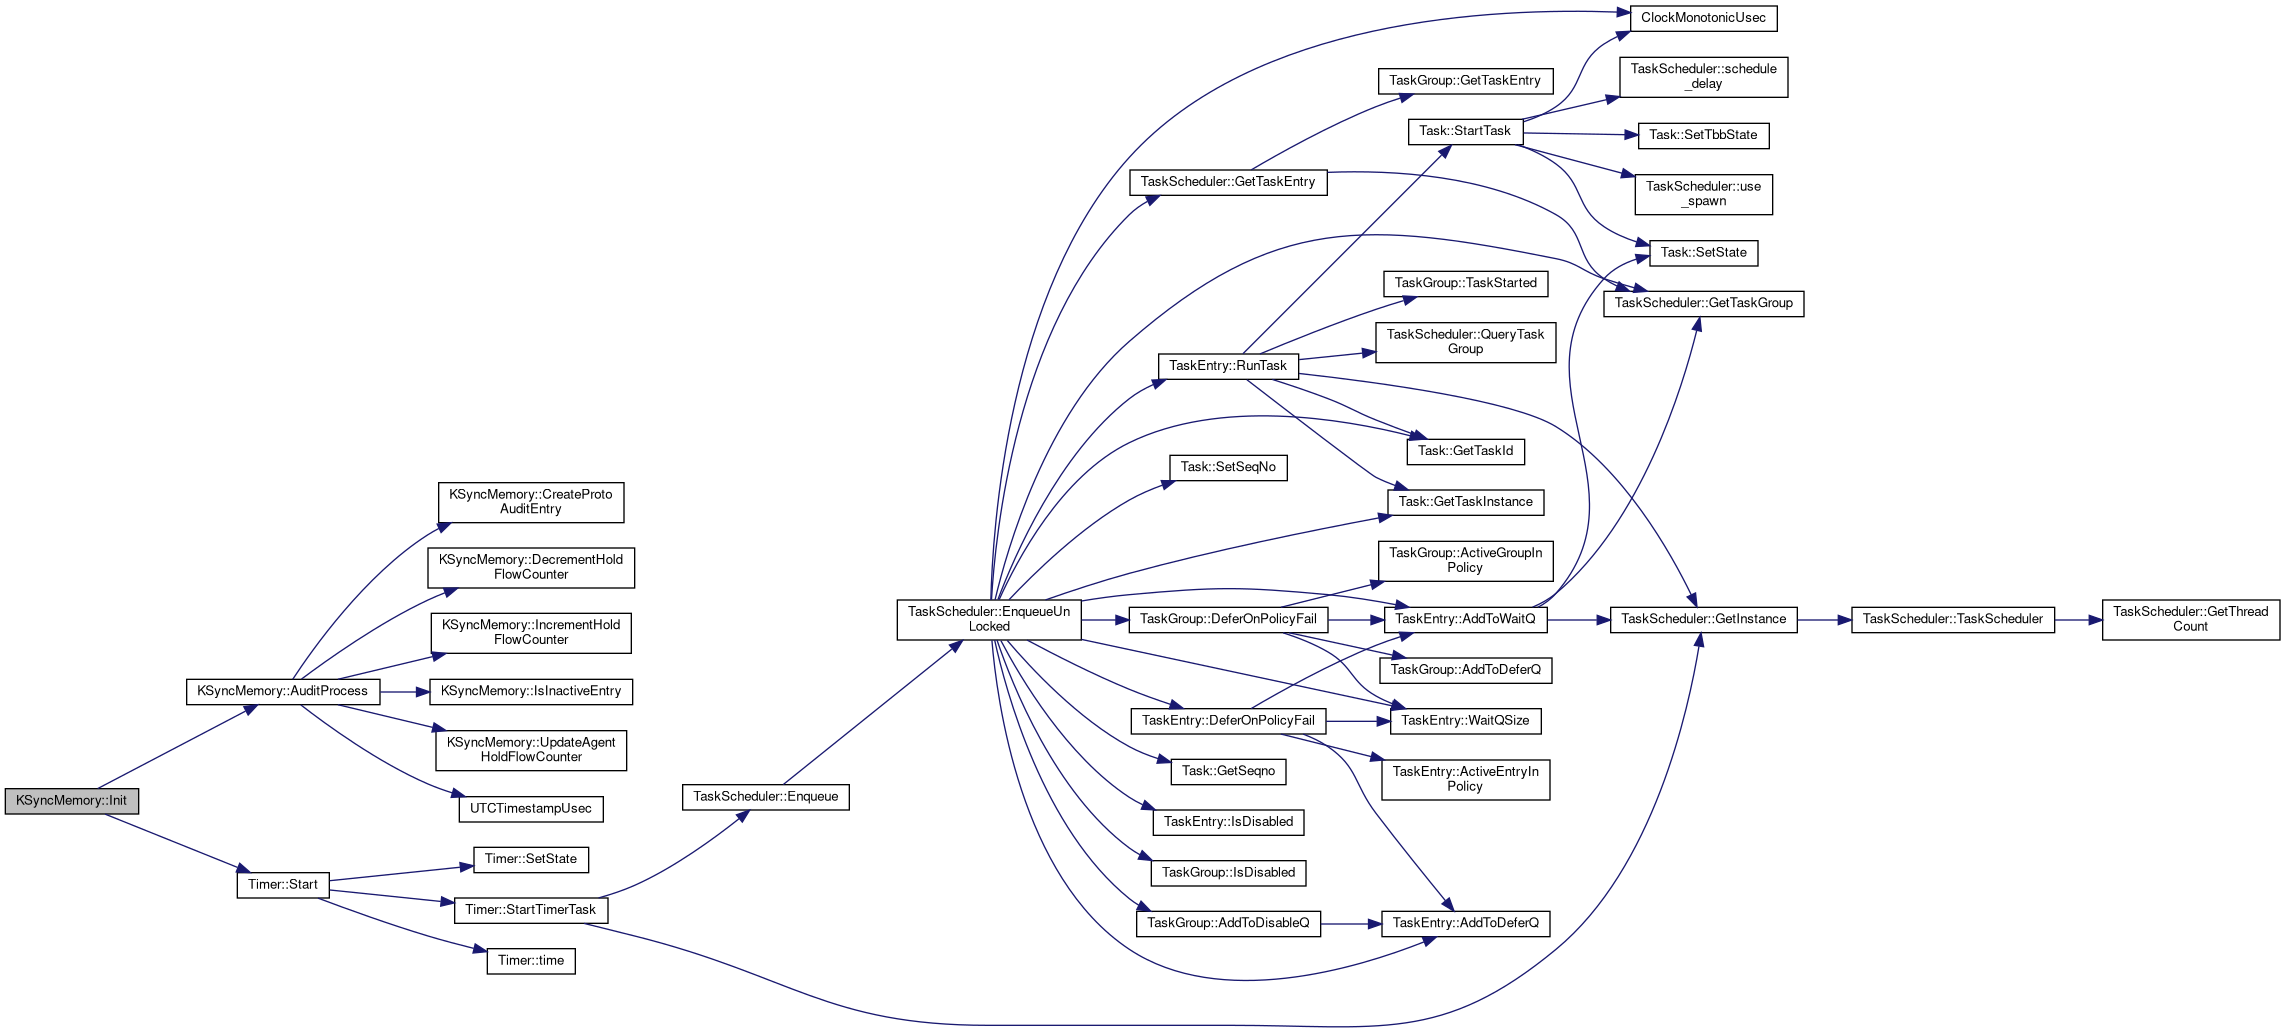 KSyncMemory::Init
KSyncMemory::AuditProcess
KSyncMemory::CreateProto
AuditEntry
KSyncMemory::DecrementHold
FlowCounter
KSyncMemory::IncrementHold
FlowCounter
KSyncMemory::IsInactiveEntry
KSyncMemory::UpdateAgent
HoldFlowCounter
UTCTimestampUsec
Timer::Start
Timer::SetState
Timer::StartTimerTask
Timer::time
TaskScheduler::Enqueue
TaskScheduler::EnqueueUn
Locked
TaskScheduler::GetTaskEntry
TaskEntry::RunTask
Task::SetSeqNo
TaskGroup::DeferOnPolicyFail
TaskEntry::DeferOnPolicyFail
Task::GetSeqno
TaskEntry::IsDisabled
TaskGroup::IsDisabled
TaskGroup::AddToDisableQ
TaskGroup::GetTaskEntry
Task::StartTask
TaskGroup::TaskStarted
TaskScheduler::QueryTask
Group
Task::GetTaskId
Task::GetTaskInstance
TaskGroup::ActiveGroupIn
Policy
TaskEntry::AddToWaitQ
TaskGroup::AddToDeferQ
TaskEntry::WaitQSize
TaskEntry::ActiveEntryIn
Policy
TaskEntry::AddToDeferQ
ClockMonotonicUsec
TaskScheduler::schedule
_delay
Task::SetTbbState
TaskScheduler::use
_spawn
Task::SetState
TaskScheduler::GetTaskGroup
TaskScheduler::GetInstance
TaskScheduler::TaskScheduler
TaskScheduler::GetThread
Count